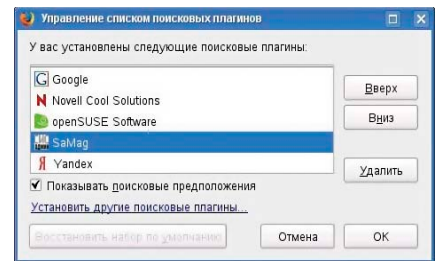 Управление списком поисковых плагинов
У вас установлены следующие поисковые плагины:
Google
Novell Cool Solutions
openSUSE Software
SaMag
Yandex
Вверх
Вниз
Удалить
Показывать поисковые предположения
Установить другие поисковые плагины...
Восстановить набор по умолчанию
Отмена
OK